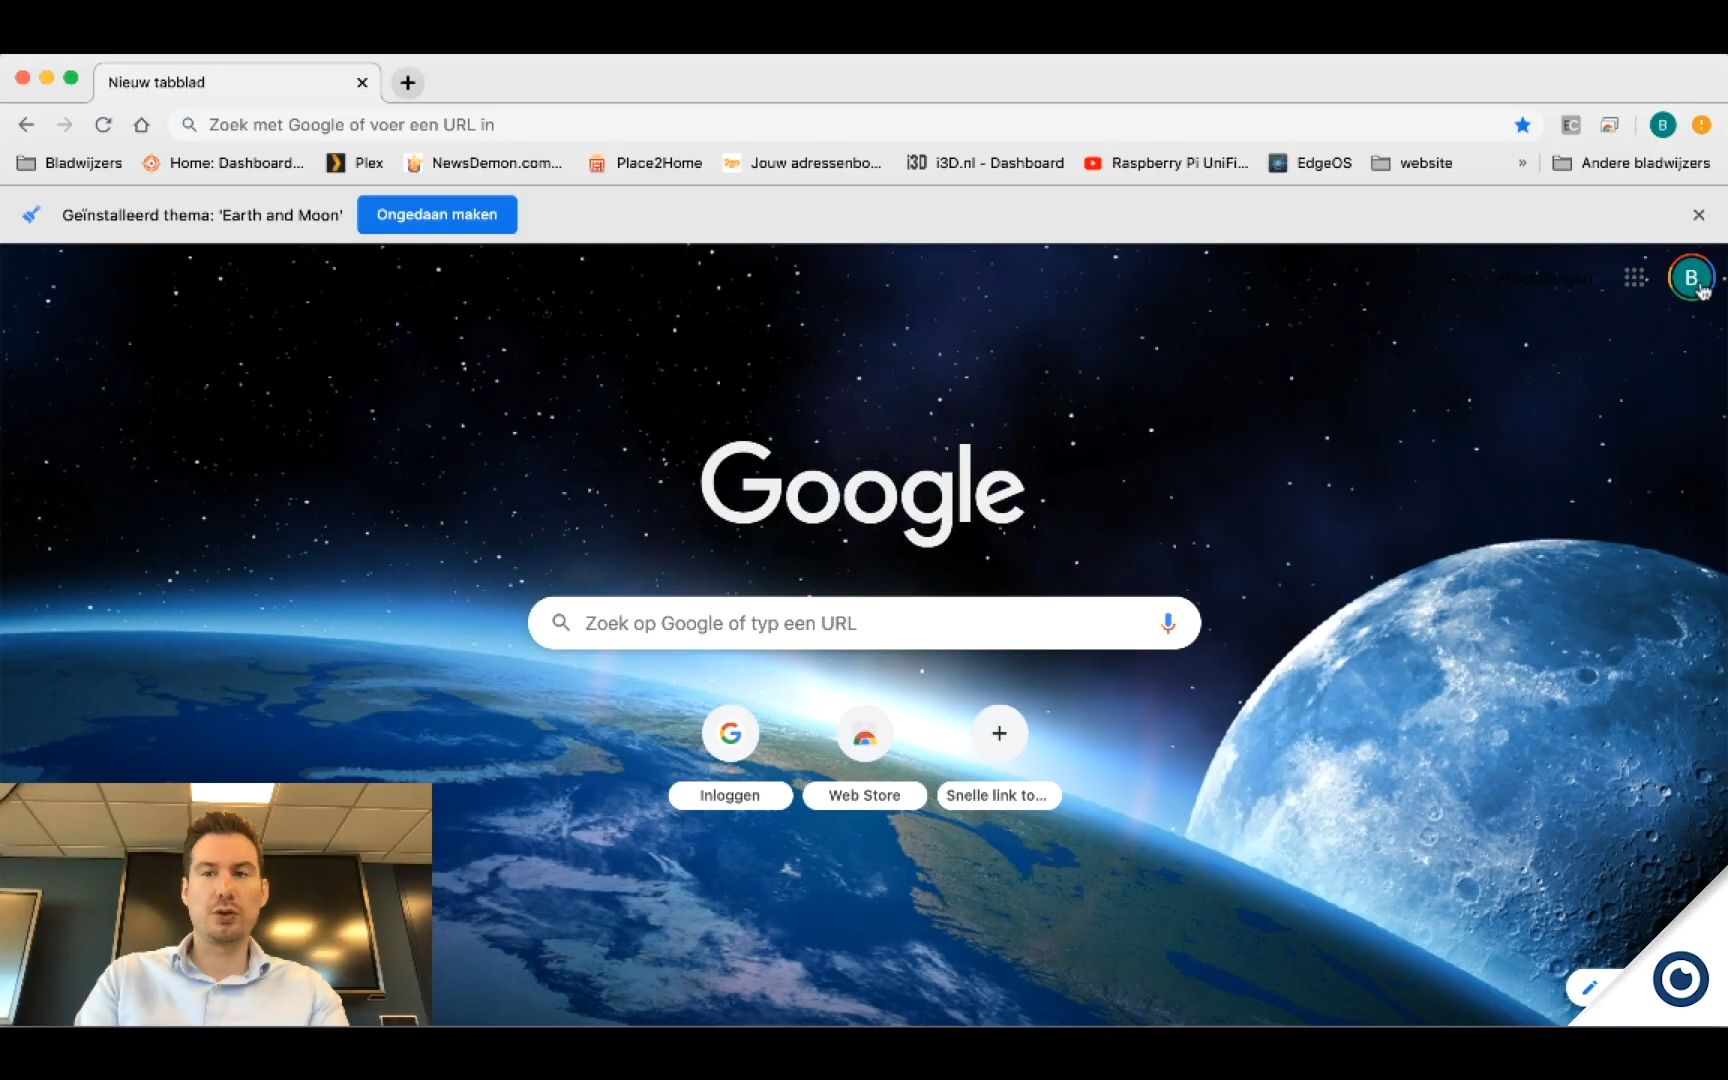 Nieuw tabblad
Zoek met Google of voer een URL in
EC
B
Bladwijzers
Home: Dashboard...
Plex
NewsDemon.com...
Place2Home
Jouw adressenbo...
i3D i3D.nl - Dashboard
Raspberry Pi UniFi...
EdgeOS
website
»
Andere bladwijzers
Geïnstalleerd thema: 'Earth and Moon'
Ongedaan maken
B
Google
Zoek op Google of typ een URL
G
Inloggen
Web Store
Snelle link to...